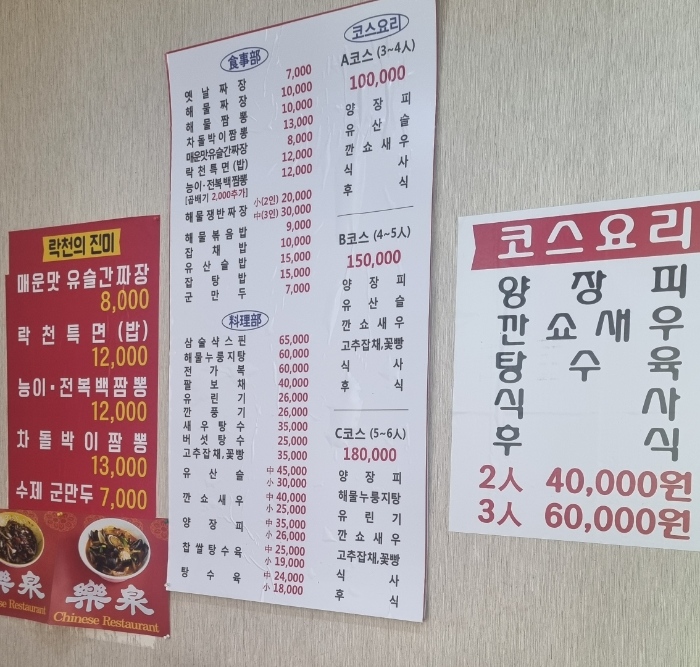 락천의 진미
매운맛 유슬간짜장
8,000
락천특면(밥)
12,000
능이·전복백짬뽕
12,000
차돌박이짬뽕
13,000
수제 군만두 7,000
樂泉
se Restaurant
樂泉
Chinese Restaurant
食事部
옛날짜장 7,000
해물짜장 10,000
해물짬뽕 10,000
차돌박이짬뽕 13,000
매운맛유슬간짜장 8,000
락천특면(밥) 12,000
능이·전복백짬뽕 12,000
[곱배기 2,000추가]
해물쟁반짜장 小(2인) 20,000
中(3인) 30,000
해물볶음밥 9,000
잡채밥 10,000
유산슬밥 15,000
잡탕밥 15,000
군만두 7,000
料理部
삼슬샥스핀 65,000
해물누룽지탕 60,000
전가복 60,000
팔보채 40,000
유린기 26,000
깐풍기 26,000
새우탕수 35,000
버섯탕수 25,000
고추잡채,꽃빵 35,000
유산슬 中 45,000
小 30,000
깐쇼새우 中 40,000
小 25,000
양장피 中 35,000
小 26,000
찹쌀탕수육 中 25,000
小 19,000
탕수육 中 24,000
小 18,000
코스요리
A코스 (3~4人)
100,000
양장피
유산슬
깐쇼새우
식사
후식
B코스 (4~5人)
150,000
양장피
유산슬
깐쇼새우
고추잡채,꽃빵
식사
후식
C코스 (5~6人)
180,000
양장피
해물누룽지탕
유린기
깐쇼새우
고추잡채,꽃빵
식사
후식
코스요리
양장피
깐쇼새우
탕수육
식사
후식
2人 40,000원
3人 60,000원